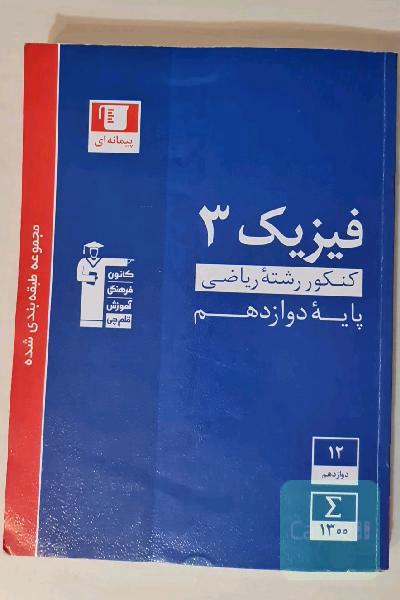 پیمانه‌ای
فیزیک ۳
کنکور رشتهٔ ریاضی
پایهٔ دوازدهم
کانون
فرهنگی
آموزش
قلم‌چی
مجموعه طبقه‌بندی شده
۱۲
دوازدهم
Σ
۱۳۰۰